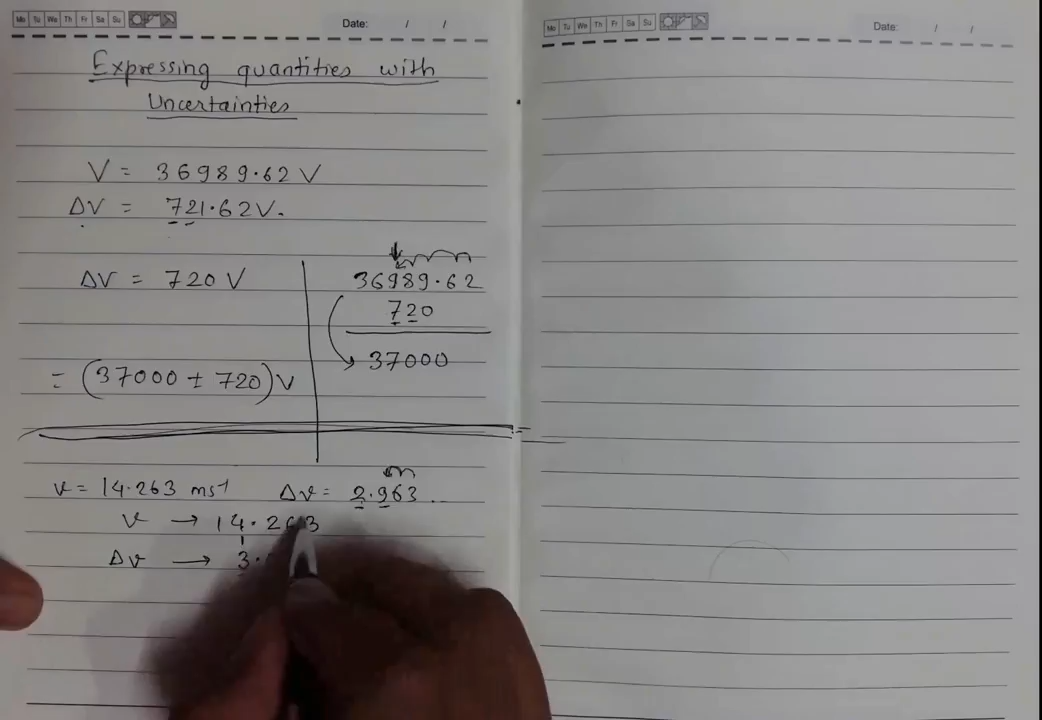 Mo Tu We Th Fr Sa Su
Date: / /
Expressing quantities with
Uncertainties
V = 36989.62 V
ΔV = 721.62V.
ΔV = 720 V
= (37000 ± 720)V
36989.62
720
37000
v = 14.263 ms⁻¹ Δv = 2.963 ..
v → 14.263
Δv → 3.
Mo Tu We Th Fr Sa Su
Date: / /